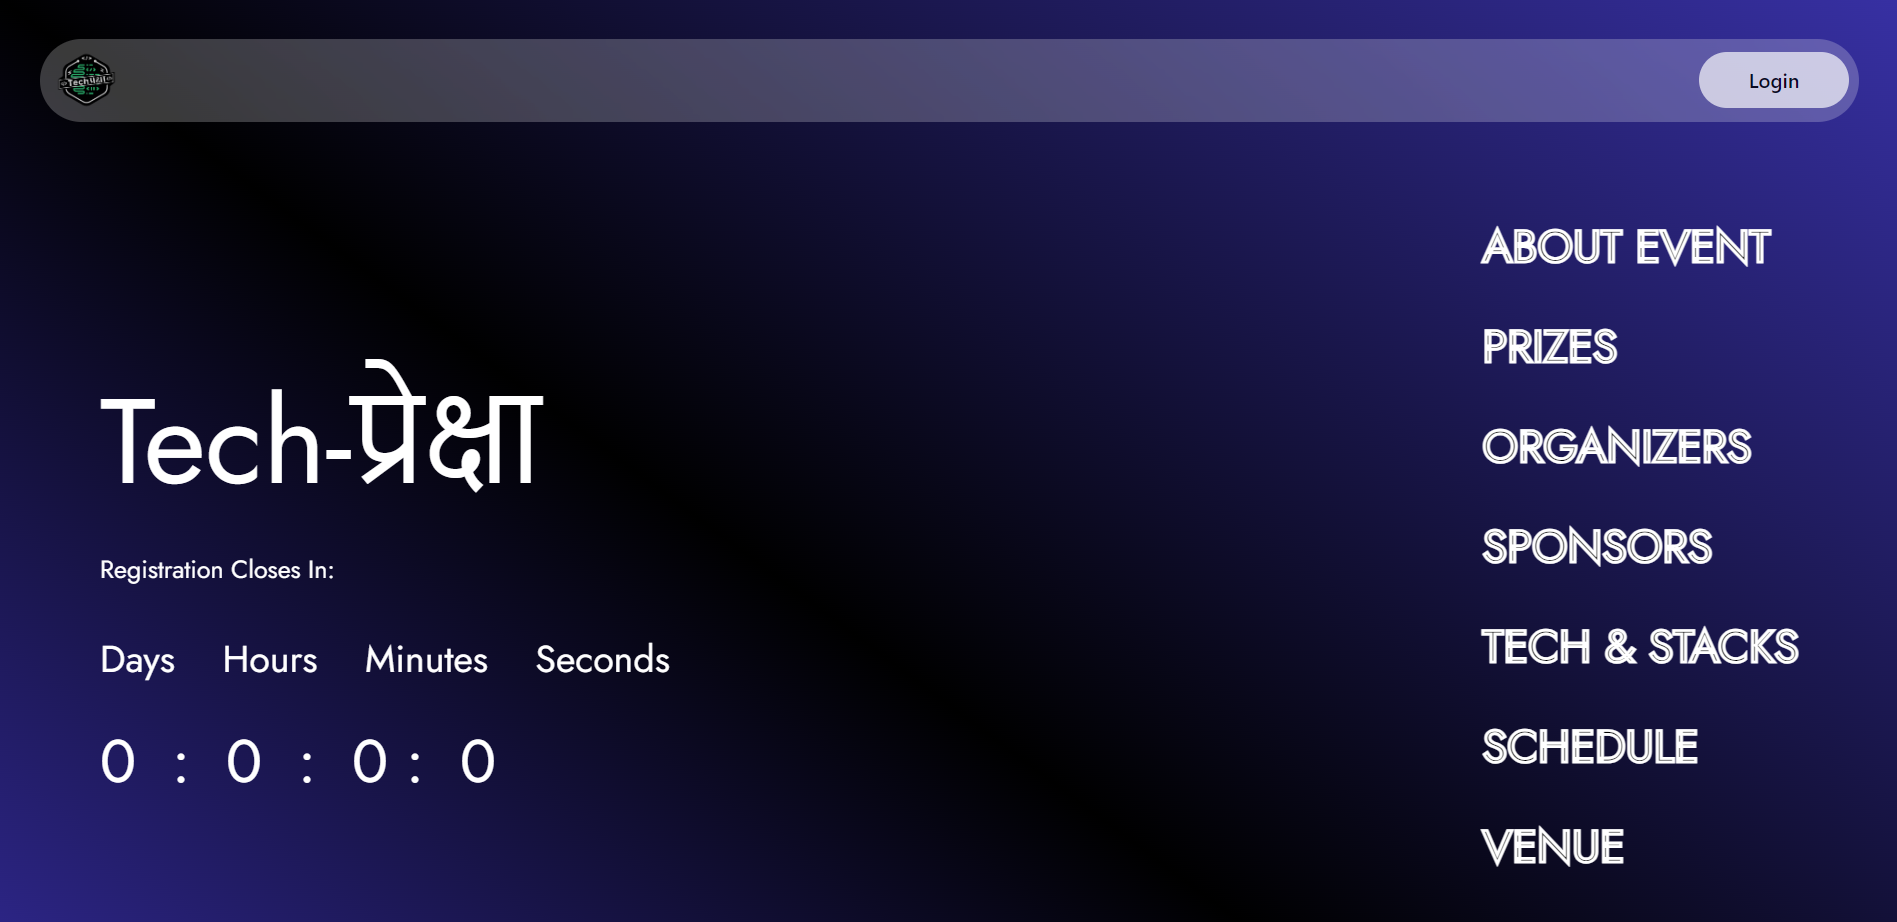 Techप्रेक्षा
Login
Tech-प्रेक्षा
Registration Closes In:
Days Hours Minutes Seconds
0 : 0 : 0 : 0
ABOUT EVENT
PRIZES
ORGANIZERS
SPONSORS
TECH & STACKS
SCHEDULE
VENUE